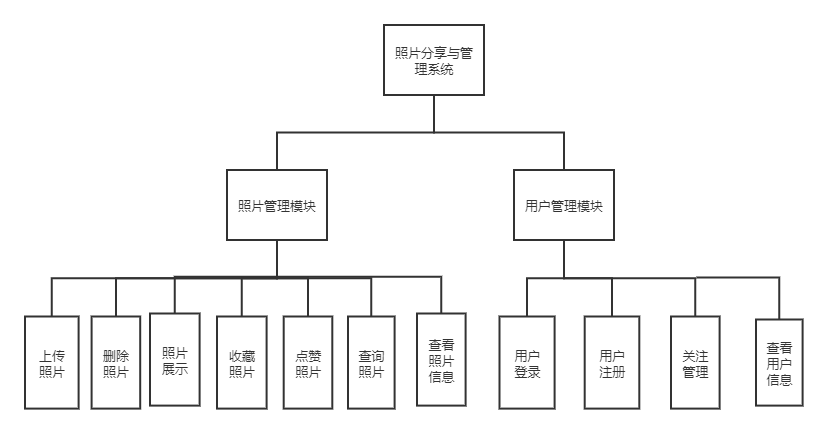 照片分享与管
理系统
照片管理模块
用户管理模块
上传
照片
删除
照片
照片
展示
收藏
照片
点赞
照片
查询
照片
查看
照片
信息
用户
登录
用户
注册
关注
管理
查看
用户
信息